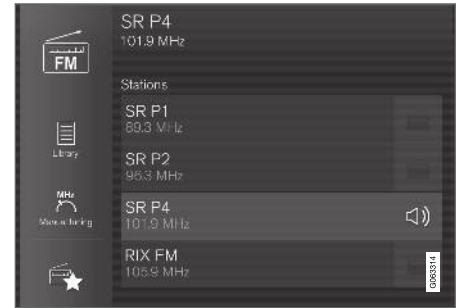 SR P4
101.9 MHz
FM
Stations
SR P1
89.3 MHz
Library
SR P2
96.3 MHz
MHz
Manual tuning
SR P4
101.9 MHz
RIX FM
105.9 MHz
G063314